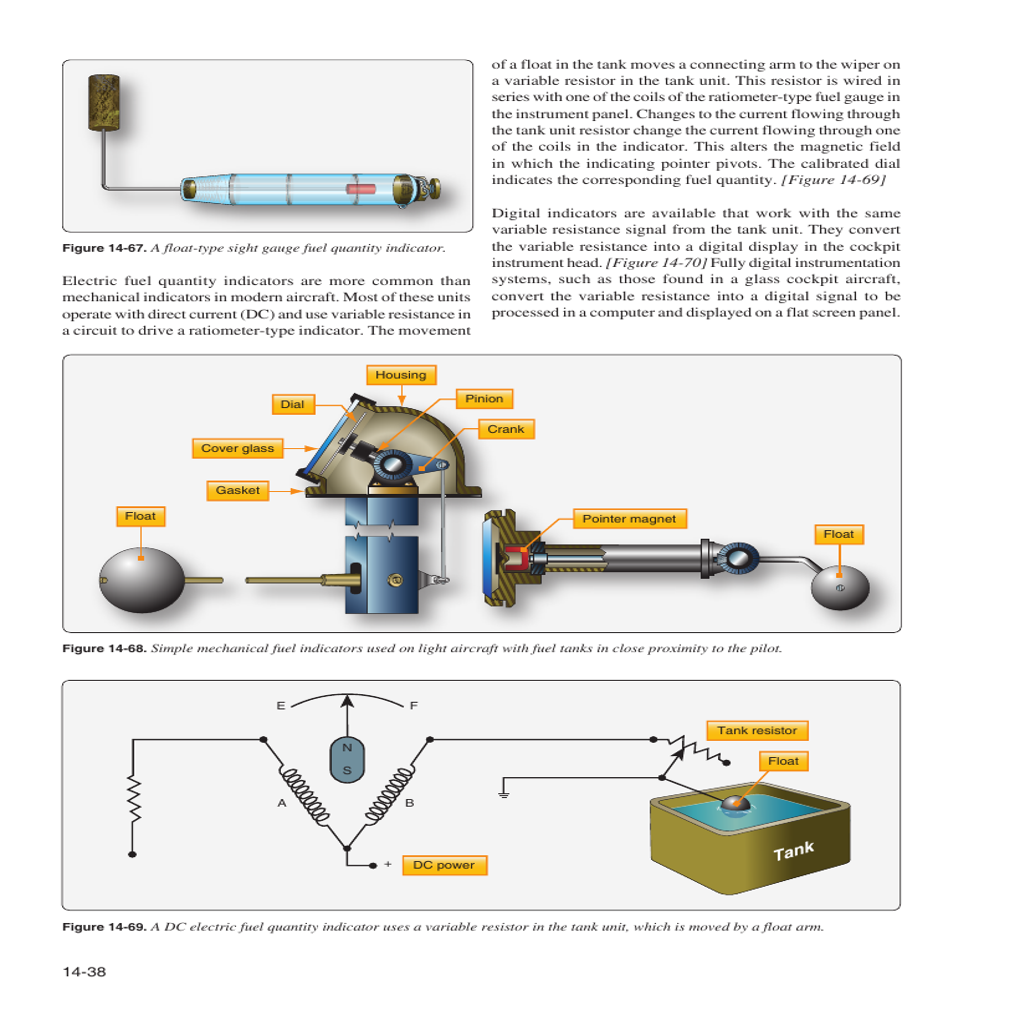 Figure 14-67. A float-type sight gauge fuel quantity indicator.
Electric fuel quantity indicators are more common than
mechanical indicators in modern aircraft. Most of these units
operate with direct current (DC) and use variable resistance in
a circuit to drive a ratiometer-type indicator. The movement
of a float in the tank moves a connecting arm to the wiper on
a variable resistor in the tank unit. This resistor is wired in
series with one of the coils of the ratiometer-type fuel gauge in
the instrument panel. Changes to the current flowing through
the tank unit resistor change the current flowing through one
of the coils in the indicator. This alters the magnetic field
in which the indicating pointer pivots. The calibrated dial
indicates the corresponding fuel quantity. [Figure 14-69]
Digital indicators are available that work with the same
variable resistance signal from the tank unit. They convert
the variable resistance into a digital display in the cockpit
instrument head. [Figure 14-70] Fully digital instrumentation
systems, such as those found in a glass cockpit aircraft,
convert the variable resistance into a digital signal to be
processed in a computer and displayed on a flat screen panel.
Housing
Dial
Pinion
Crank
Cover glass
Gasket
Float
Pointer magnet
Float
Figure 14-68. Simple mechanical fuel indicators used on light aircraft with fuel tanks in close proximity to the pilot.
E
F
N
S
A
B
+
DC power
Tank resistor
Float
Tank
Figure 14-69. A DC electric fuel quantity indicator uses a variable resistor in the tank unit, which is moved by a float arm.
14-38